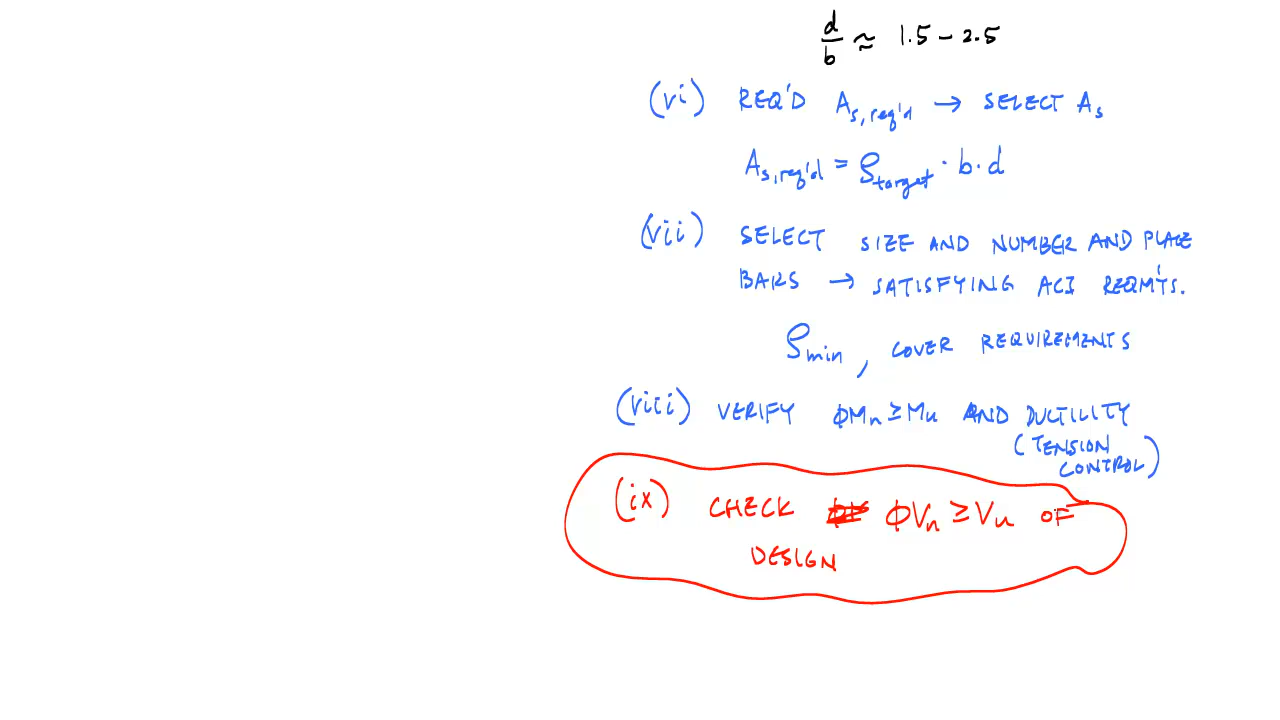 d/b ≈ 1.5 – 2.5
(vi) REQ'D As,req'd → SELECT As
As,req'd = ρtarget · b · d
(vii) SELECT SIZE AND NUMBER AND PLACE
BARS → SATISFYING ACI REQM'TS.
ρmin, COVER REQUIREMENTS
(viii) VERIFY ϕMn ≥ Mu AND DUCTILITY
(TENSION
CONTROL)
(ix) CHECK ϕVn ≥ Vu OF
DESIGN